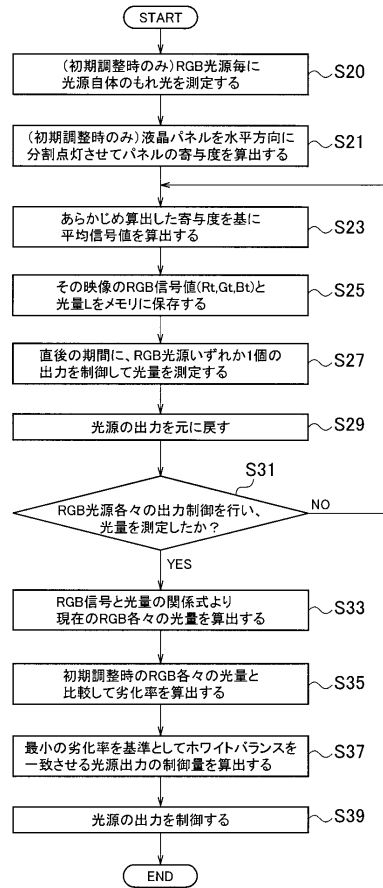 START
(初期調整時のみ)RGB光源毎に
光源自体のもれ光を測定する
S20
(初期調整時のみ)液晶パネルを水平方向に
分割点灯させてパネルの寄与度を算出する
S21
あらかじめ算出した寄与度を基に
平均信号値を算出する
S23
その映像のRGB信号値(Rt,Gt,Bt)と
光量Lをメモリに保存する
S25
直後の期間に、RGB光源いずれか1個の
出力を制御して光量を測定する
S27
光源の出力を元に戻す
S29
S31
RGB光源各々の出力制御を行い、
光量を測定したか?
NO
YES
RGB信号と光量の関係式より
現在のRGB各々の光量を算出する
S33
初期調整時のRGB各々の光量と
比較して劣化率を算出する
S35
最小の劣化率を基準としてホワイトバランスを
一致させる光源出力の制御量を算出する
S37
光源の出力を制御する
S39
END